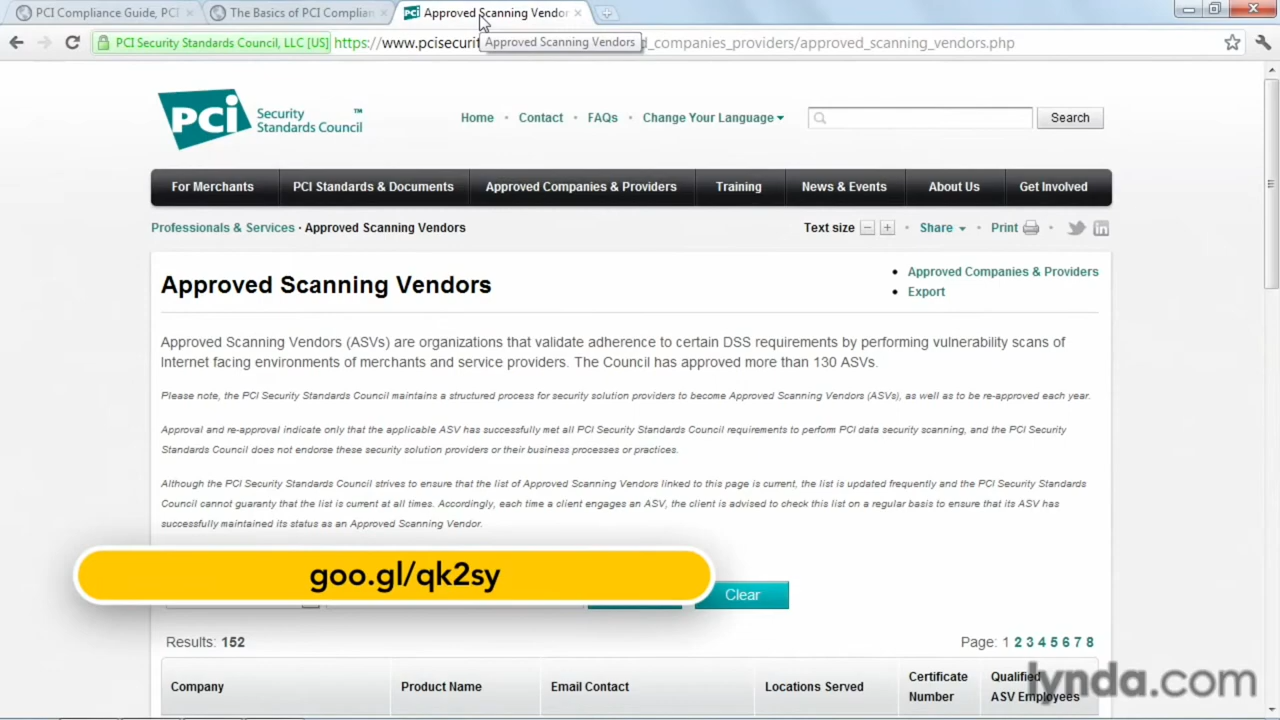 PCI Compliance Guide, PCI
The Basics of PCI Complian
Approved Scanning Vendor
PCI Security Standards Council, LLC [US] https://www.pcisecurit
Approved Scanning Vendors
d_companies_providers/approved_scanning_vendors.php
PCI Security Standards Council ™
Home • Contact • FAQs • Change Your Language
Search
For Merchants PCI Standards & Documents Approved Companies & Providers Training News & Events About Us Get Involved
Professionals & Services · Approved Scanning Vendors
Text size − + • Share • Print
Approved Scanning Vendors
• Approved Companies & Providers
• Export
Approved Scanning Vendors (ASVs) are organizations that validate adherence to certain DSS requirements by performing vulnerability scans of
Internet facing environments of merchants and service providers. The Council has approved more than 130 ASVs.
Please note, the PCI Security Standards Council maintains a structured process for security solution providers to become Approved Scanning Vendors (ASVs), as well as to be re-approved each year.
Approval and re-approval indicate only that the applicable ASV has successfully met all PCI Security Standards Council requirements to perform PCI data security scanning, and the PCI Security
Standards Council does not endorse these security solution providers or their business processes or practices.
Although the PCI Security Standards Council strives to ensure that the list of Approved Scanning Vendors linked to this page is current, the list is updated frequently and the PCI Security Standards
Council cannot guaranty that the list is current at all times. Accordingly, each time a client engages an ASV, the client is advised to check this list on a regular basis to ensure that its ASV has
successfully maintained its status as an Approved Scanning Vendor.
goo.gl/qk2sy
Clear
Results: 152
Page: 1 2 3 4 5 6 7 8
Company Product Name Email Contact Locations Served Certificate Number Qualified ASV Employees
lynda.com